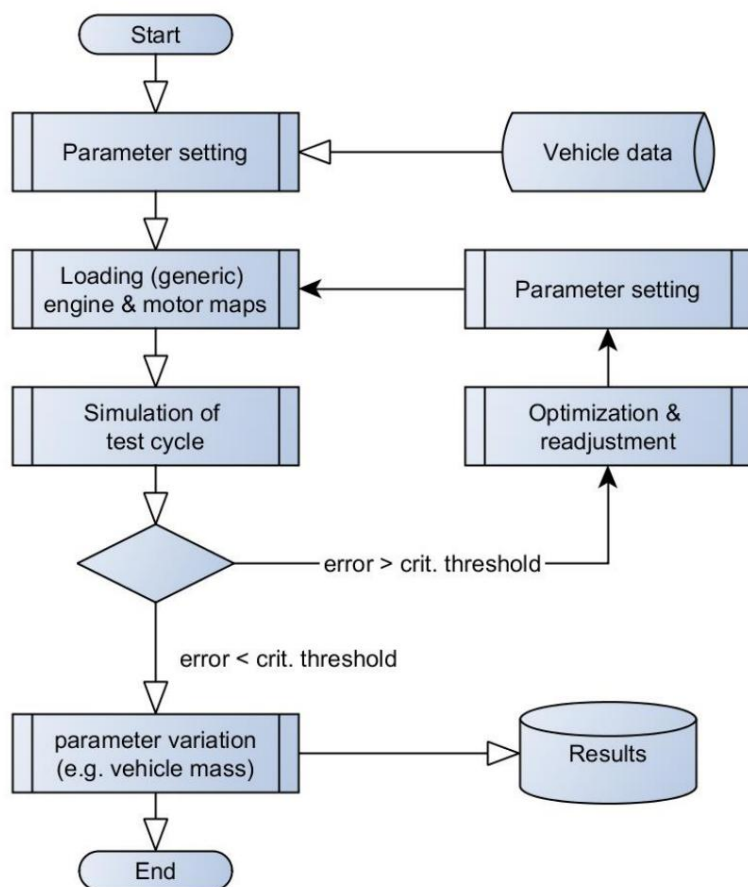 Start
Parameter setting
Vehicle data
Loading (generic)
engine & motor maps
Parameter setting
Simulation of
test cycle
Optimization &
readjustment
error > crit. threshold
error < crit. threshold
parameter variation
(e.g. vehicle mass)
Results
End